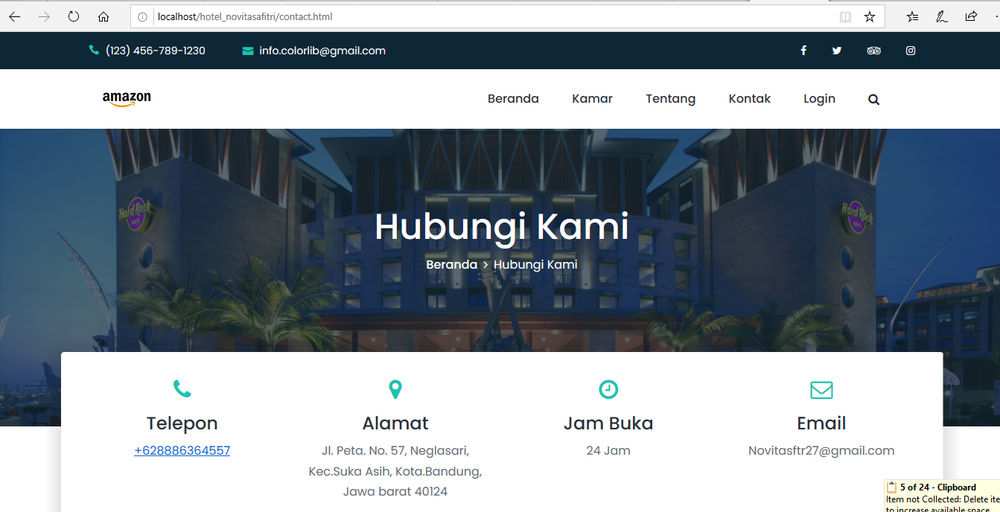 localhost/hotel_novitasafitri/contact.html
(123) 456-789-1230 info.colorlib@gmail.com
amazon Beranda Kamar Tentang Kontak Login
Hard Rock
HOTEL
Hard Rock
HOTEL
Hubungi Kami
Beranda > Hubungi Kami
Telepon Alamat Jam Buka Email
+628886364557 Jl. Peta. No. 57, Neglasari, 24 Jam Novitasftr27@gmail.com
Kec.Suka Asih, Kota.Bandung,
Jawa barat 40124
5 of 24 - Clipboard
Item not Collected: Delete ite
to increase available space